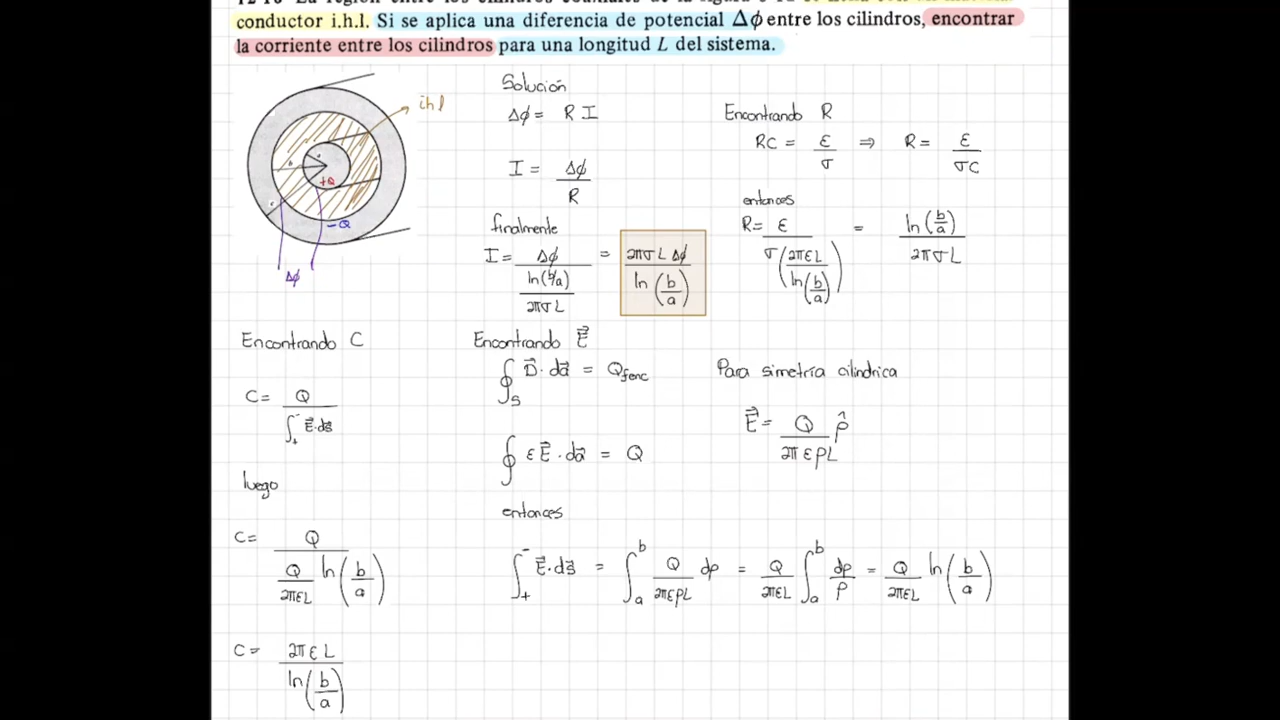 conductor i.h.l. Si se aplica una diferencia de potencial Δϕ entre los cilindros, encontrar
la corriente entre los cilindros para una longitud L del sistema.
ihl
b
a
c
+Q
-Q
Δϕ
Solución
Δϕ = R I
I = Δϕ / R
finalmente
I = Δϕ / (ln(b/a) / 2πσL) = 2πσLΔϕ / ln(b/a)
Encontrando R
RC = ε/σ ⇒ R = ε/σC
entonces
R = ε / σ(2πεL / ln(b/a)) = ln(b/a) / 2πσL
Encontrando C
C = Q / ∫₊⁻ E⃗·ds⃗
luego
C = Q / (Q/2πεL ln(b/a))
C = 2πεL / ln(b/a)
Encontrando E⃗
∮S D⃗·da⃗ = Qfenc
∮ εE⃗·da⃗ = Q
Para simetría cilindrica
E⃗ = Q / 2περL ρ̂
entonces
∫₊⁻ E⃗·ds⃗ = ∫ₐᵇ Q/2περL dρ = Q/2πεL ∫ₐᵇ dρ/ρ = Q/2πεL ln(b/a)